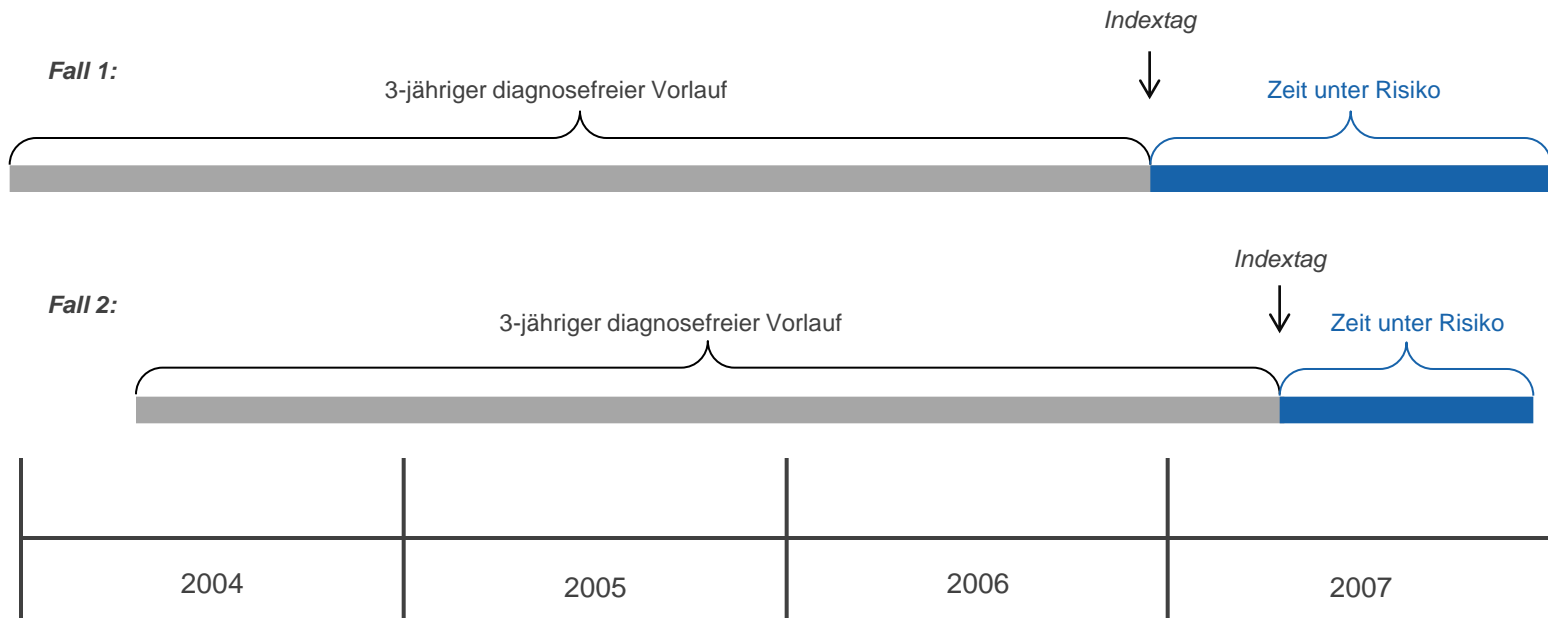 Indextag
Fall 1:
3-jähriger diagnosefreier Vorlauf
Zeit unter Risiko
Indextag
Fall 2:
3-jähriger diagnosefreier Vorlauf
Zeit unter Risiko
2004
2005
2006
2007